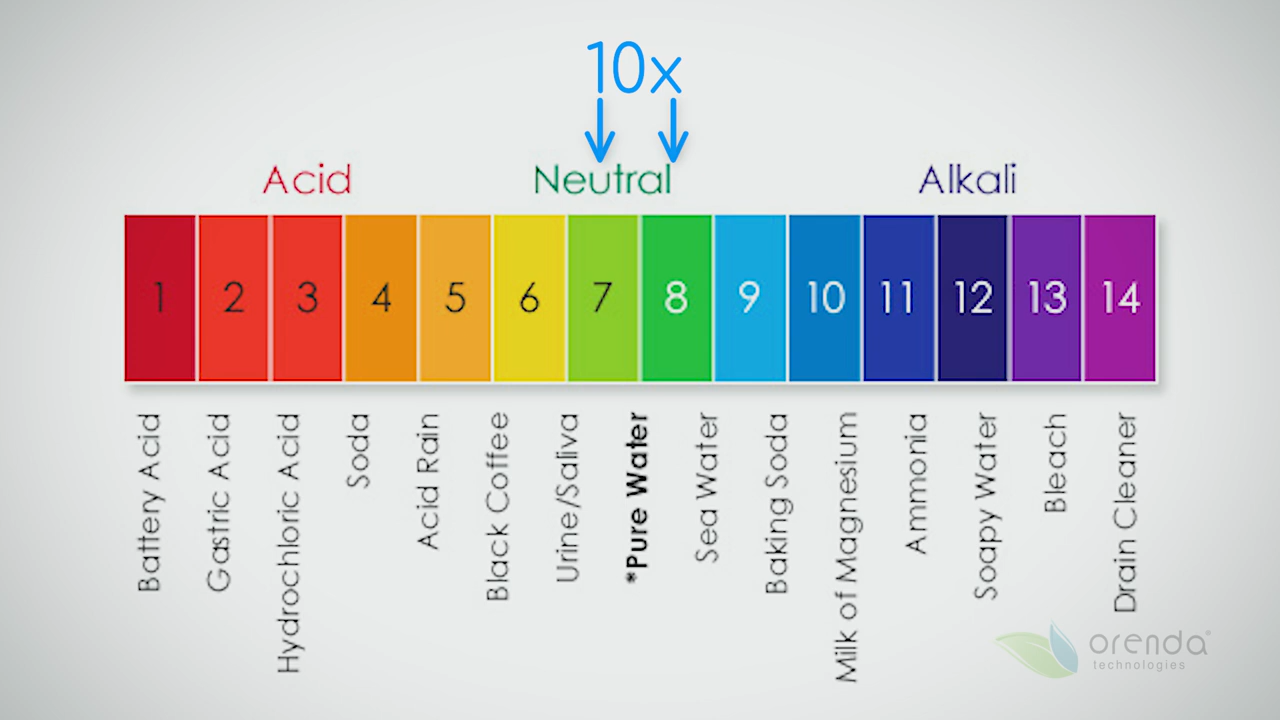 10x
Acid Neutral Alkali
1 2 3 4 5 6 7 8 9 10 11 12 13 14
Battery Acid
Gastric Acid
Hydrochloric Acid
Soda
Acid Rain
Black Coffee
Urine/Saliva
*Pure Water
Sea Water
Baking Soda
Milk of Magnesium
Ammonia
Soapy Water
Bleach
Drain Cleaner
orenda®
technologies